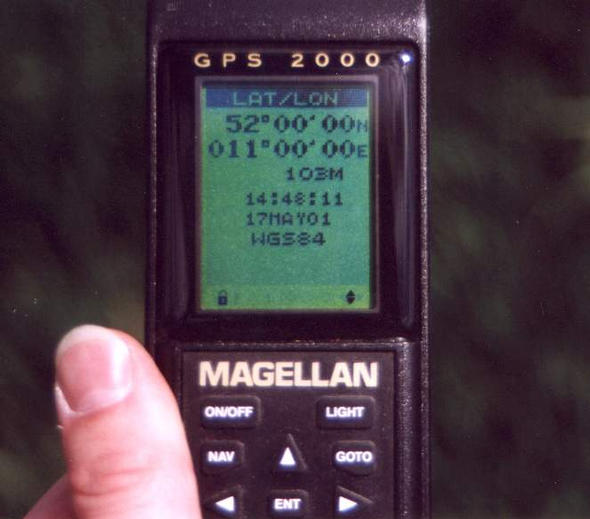 GPS 2000
LAT/LON
52°00'00N
011°00'00E
103M
14:48:11
17MAY01
WGS84
MAGELLAN
ON/OFF LIGHT
NAV GOTO
ENT